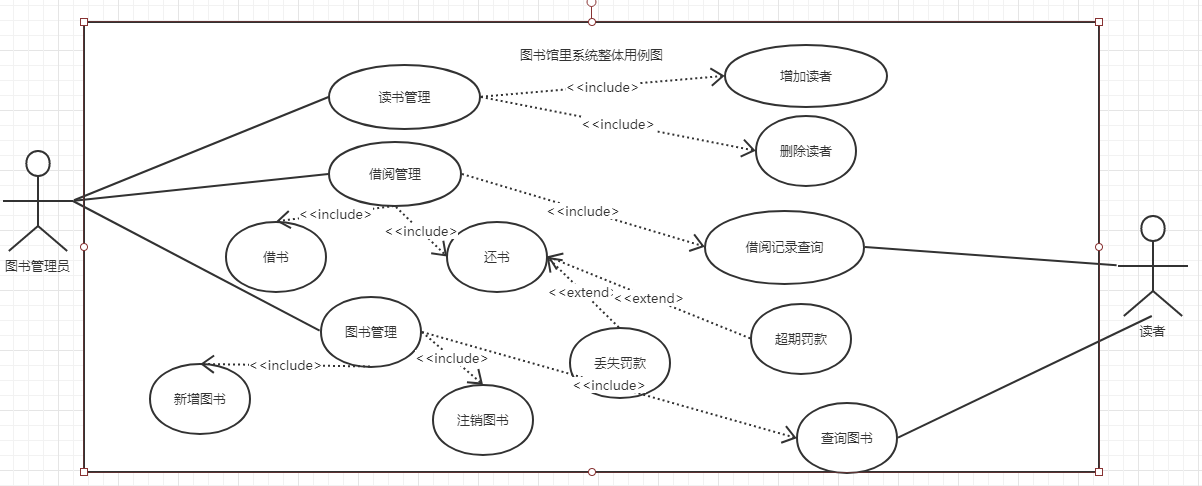 图书馆里系统整体用例图
增加读者
<<include>>
读书管理
<<include>>
删除读者
借阅管理
<<include>>
<<include>>
<<include>>
借阅记录查询
借书
还书
图书管理员
<<extend>
<<extend>>
读者
图书管理
超期罚款
丢失罚款
<<include>>
<<include>>
<<include>>
新增图书
注销图书
查询图书